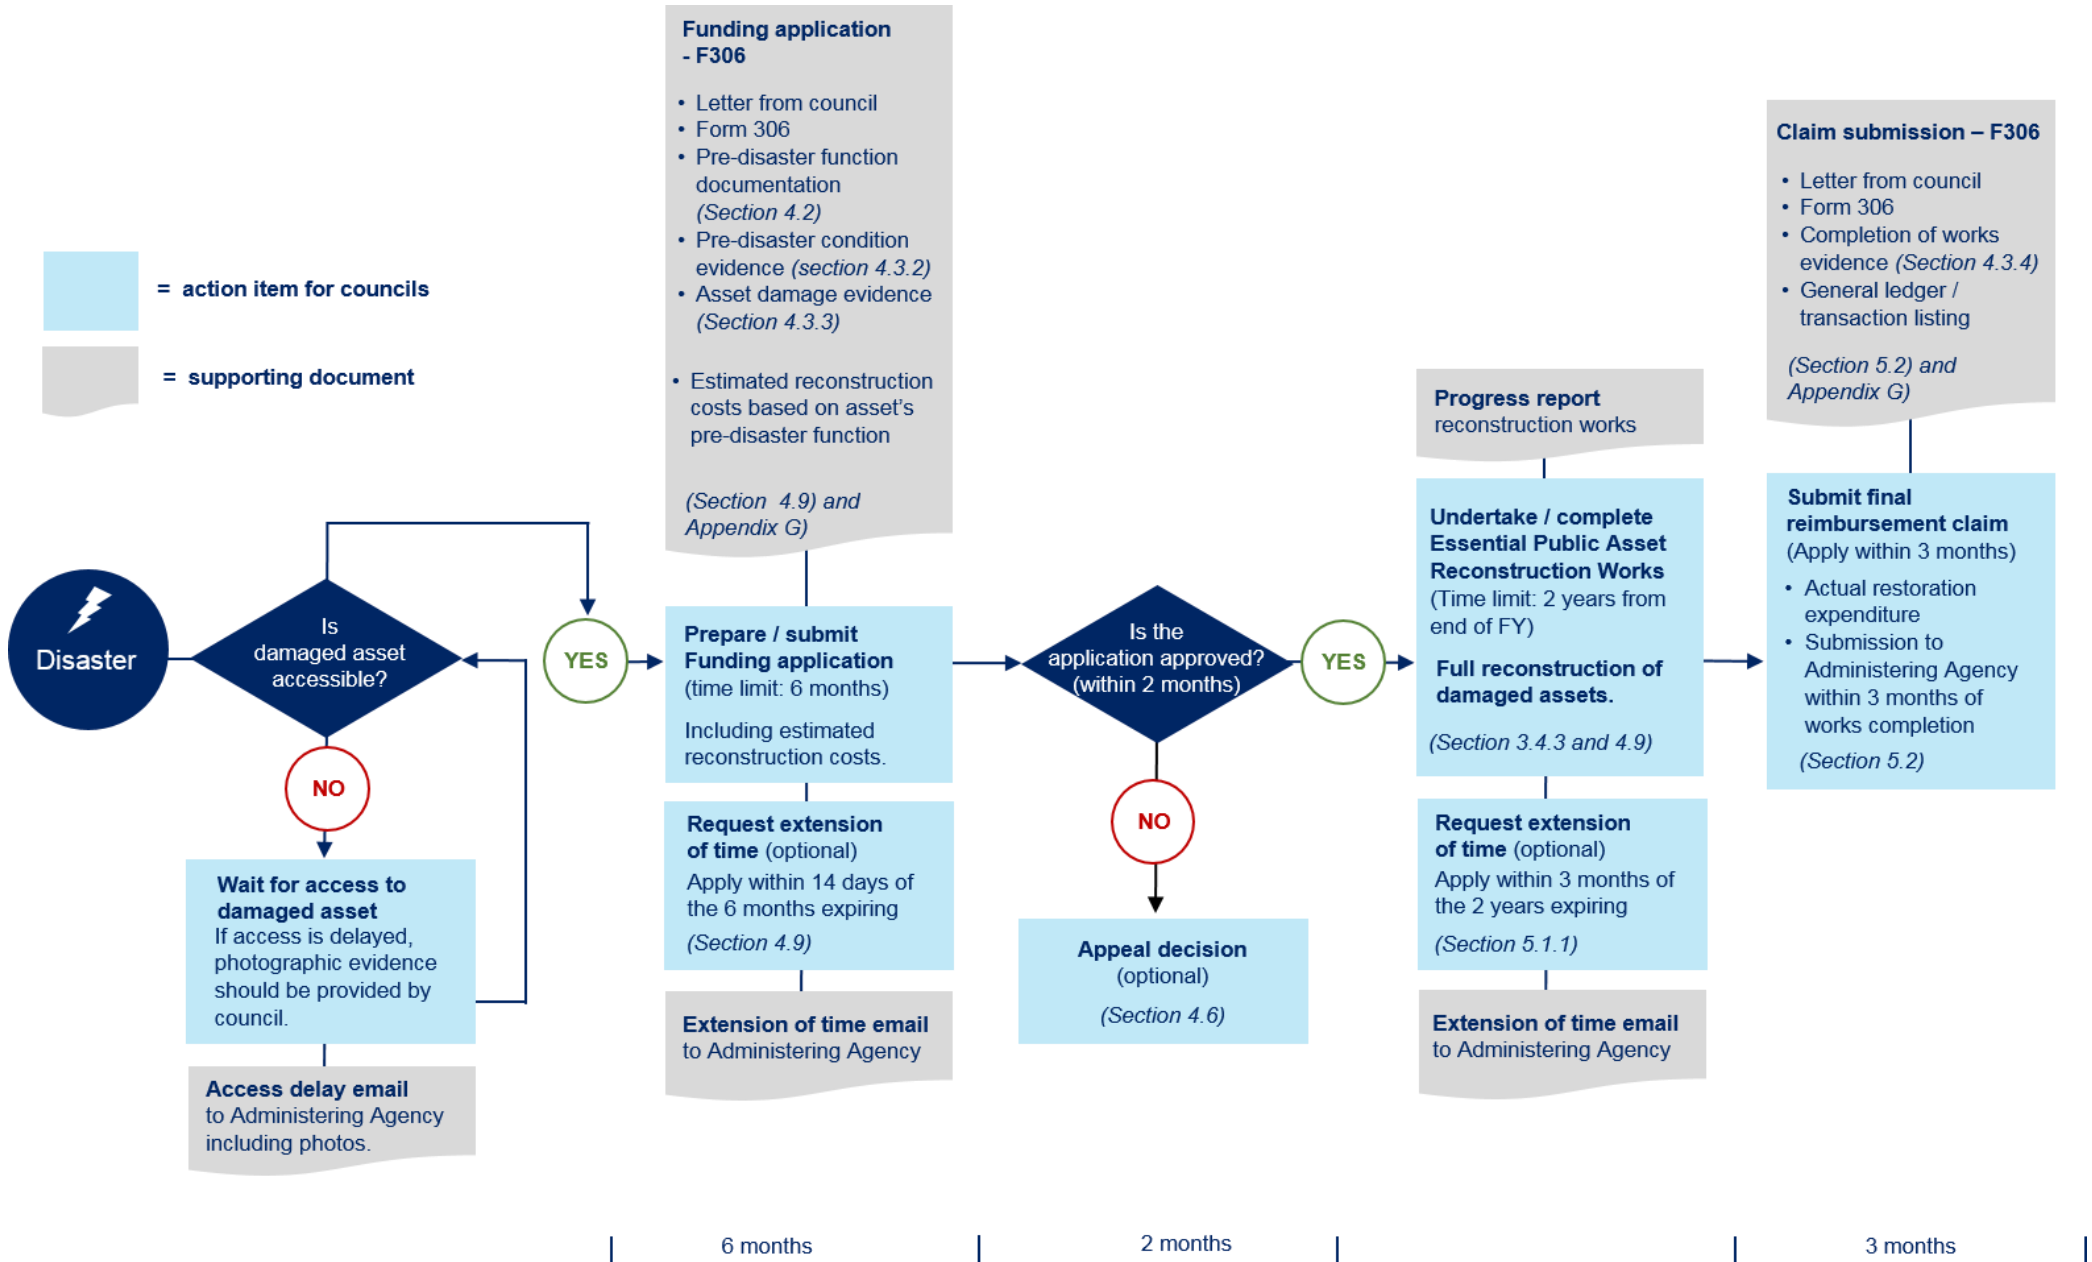 = action item for councils
= supporting document
Disaster
Is
damaged asset
accessible?
NO
Wait for access to
damaged asset
If access is delayed,
photographic evidence
should be provided by
council.
Access delay email
to Administering Agency
including photos.
YES
Funding application
- F306
• Letter from council
• Form 306
• Pre-disaster function
documentation
(Section 4.2)
• Pre-disaster condition
evidence (section 4.3.2)
• Asset damage evidence
(Section 4.3.3)
• Estimated reconstruction
costs based on asset's
pre-disaster function
(Section 4.9) and
Appendix G)
Prepare / submit
Funding application
(time limit: 6 months)
Including estimated
reconstruction costs.
Request extension
of time (optional)
Apply within 14 days of
the 6 months expiring
(Section 4.9)
Extension of time email
to Administering Agency
Is the
application approved?
(within 2 months)
NO
Appeal decision
(optional)
(Section 4.6)
YES
Progress report
reconstruction works
Undertake / complete
Essential Public Asset
Reconstruction Works
(Time limit: 2 years from
end of FY)
Full reconstruction of
damaged assets.
(Section 3.4.3 and 4.9)
Request extension
of time (optional)
Apply within 3 months of
the 2 years expiring
(Section 5.1.1)
Extension of time email
to Administering Agency
Claim submission – F306
• Letter from council
• Form 306
• Completion of works
evidence (Section 4.3.4)
• General ledger /
transaction listing
(Section 5.2) and
Appendix G)
Submit final
reimbursement claim
(Apply within 3 months)
• Actual restoration
expenditure
• Submission to
Administering Agency
within 3 months of
works completion
(Section 5.2)
6 months
2 months
3 months